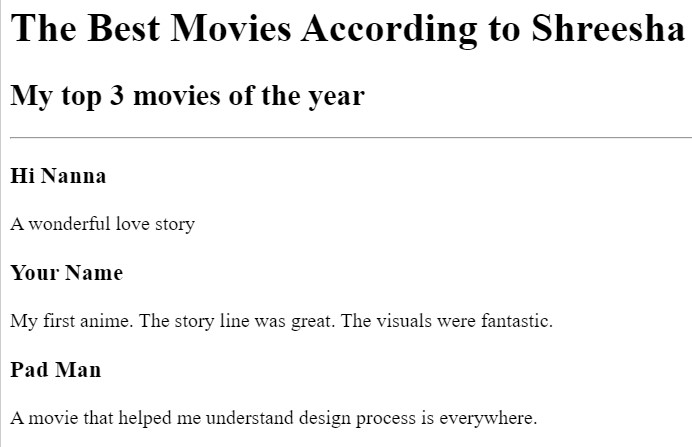 The Best Movies According to Shreesha
My top 3 movies of the year
Hi Nanna
A wonderful love story
Your Name
My first anime. The story line was great. The visuals were fantastic.
Pad Man
A movie that helped me understand design process is everywhere.